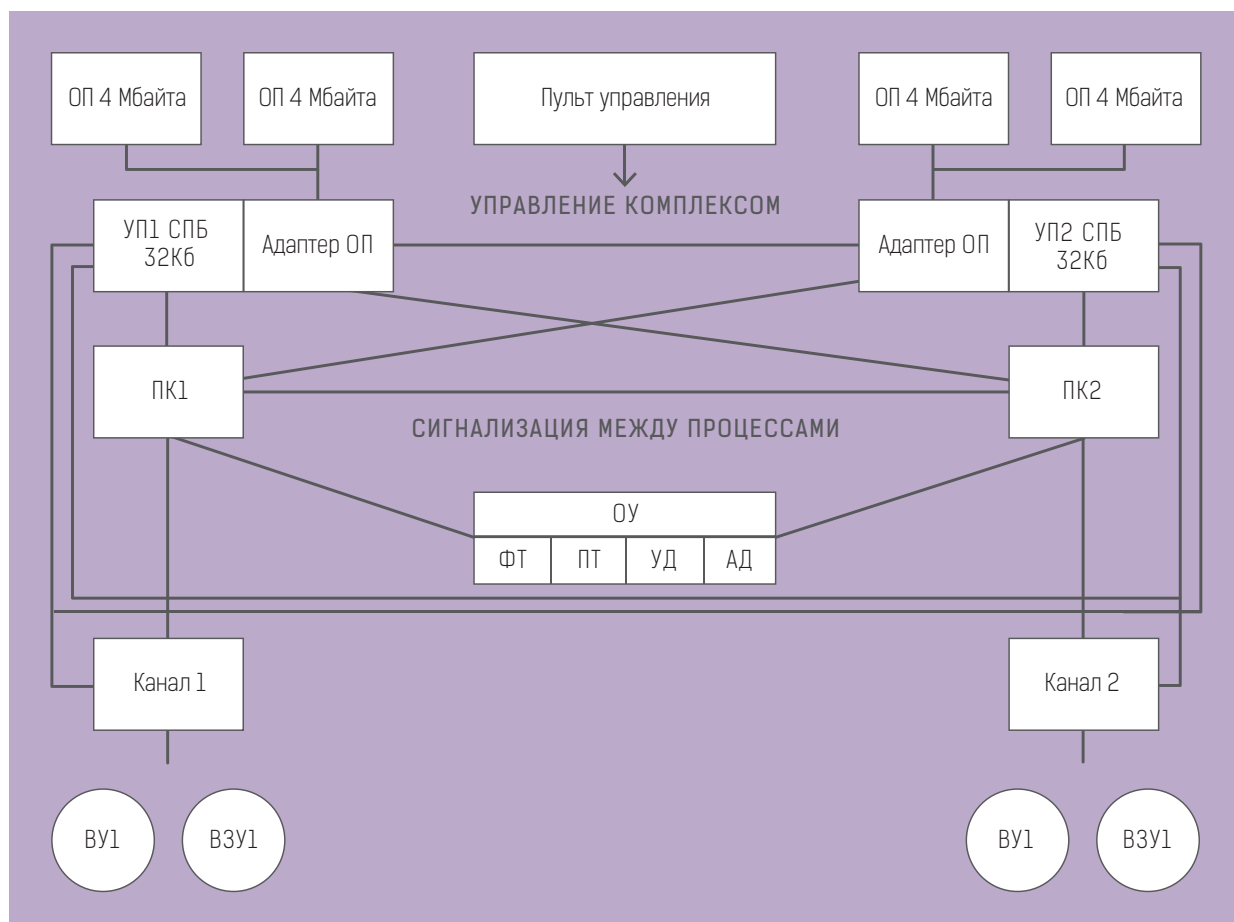 ОП 4 Мбайта
ОП 4 Мбайта
Пульт управления
ОП 4 Мбайта
ОП 4 Мбайта
УПРАВЛЕНИЕ КОМПЛЕКСОМ
УП1 СПБ
32Кб
Адаптер ОП
Адаптер ОП
УП2 СПБ
32Кб
ПК1
ПК2
СИГНАЛИЗАЦИЯ МЕЖДУ ПРОЦЕССАМИ
ОУ
ФТ
ПТ
УД
АД
Канал 1
Канал 2
ВУ1
ВЗУ1
ВУ1
ВЗУ1